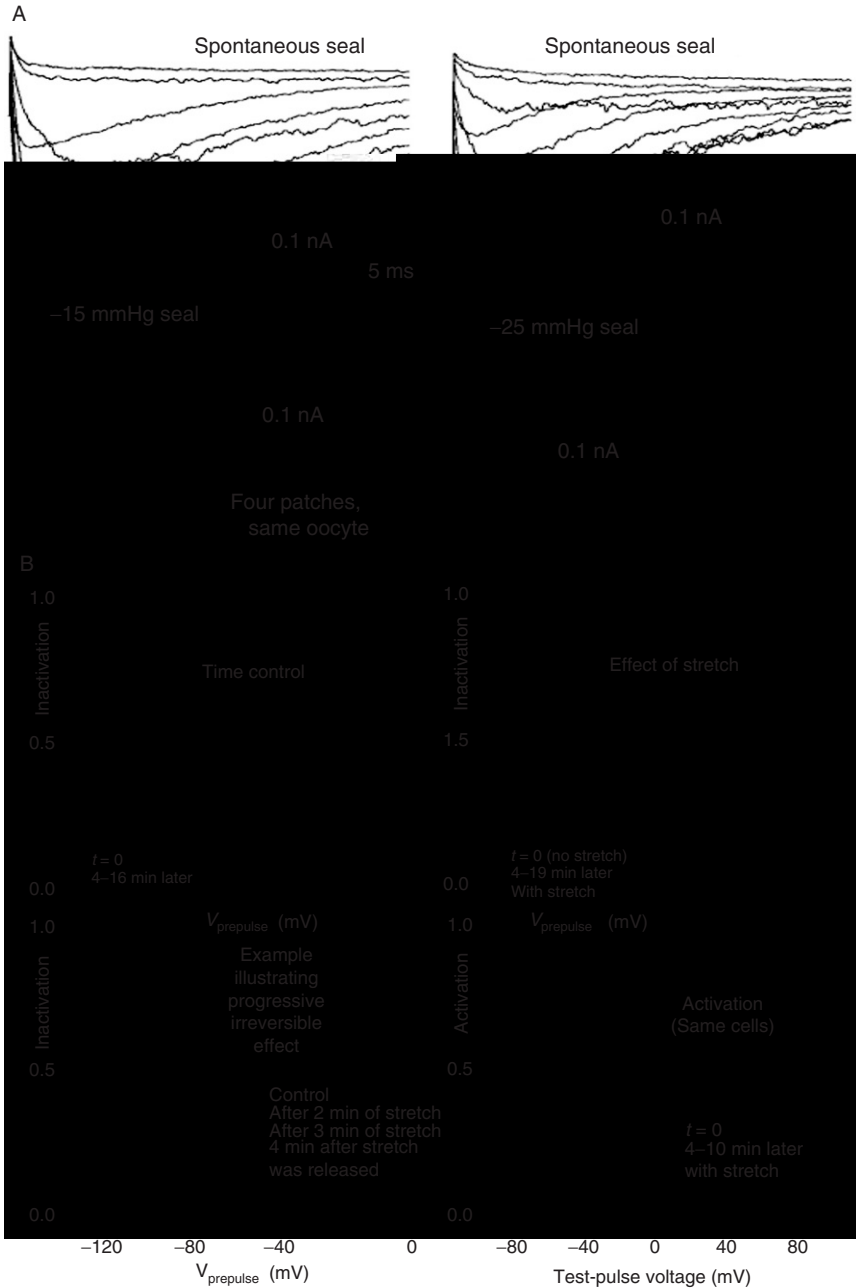 A
Spontaneous seal
Spontaneous seal
0.1 nA
5 ms
0.1 nA
–15 mmHg seal
–25 mmHg seal
0.1 nA
0.1 nA
Four patches,
same oocyte
B
1.0
Inactivation
0.5
0.0
Time control
t = 0
4–16 min later
Vprepulse (mV)
1.0
Inactivation
1.5
0.0
Effect of stretch
t = 0 (no stretch)
4–19 min later
With stretch
Vprepulse (mV)
1.0
Inactivation
0.5
0.0
Example
illustrating
progressive
irreversible
effect
Control
After 2 min of stretch
After 3 min of stretch
4 min after stretch
was released
–120 –80 –40 0
Vprepulse (mV)
1.0
Activation
0.5
0.0
Activation
(Same cells)
t = 0
4–10 min later
with stretch
–80 –40 0 40 80
Test-pulse voltage (mV)